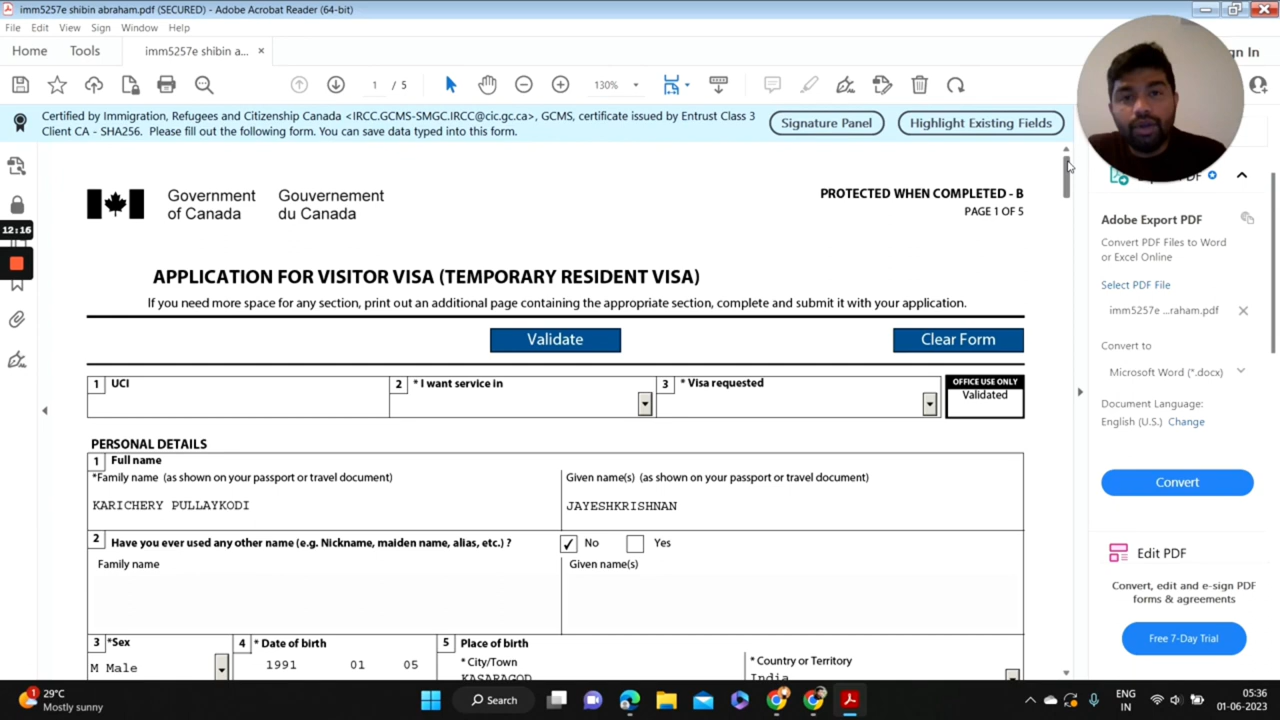 imm5257e shibin abraham.pdf (SECURED) - Adobe Acrobat Reader (64-bit)
File Edit View Sign Window Help
Home Tools imm5257e shibin a... × In
1 / 5 130%
Certified by Immigration, Refugees and Citizenship Canada <IRCC.GCMS-SMGC.IRCC@cic.gc.ca>, GCMS, certificate issued by Entrust Class 3
Client CA - SHA256. Please fill out the following form. You can save data typed into this form.
Signature Panel
Highlight Existing Fields
Government of Canada
Gouvernement du Canada
PROTECTED WHEN COMPLETED - B
PAGE 1 OF 5
12:16
APPLICATION FOR VISITOR VISA (TEMPORARY RESIDENT VISA)
If you need more space for any section, print out an additional page containing the appropriate section, complete and submit it with your application.
Validate
Clear Form
1 UCI
2 * I want service in
3 * Visa requested
OFFICE USE ONLY
Validated
PERSONAL DETAILS
1 Full name
*Family name (as shown on your passport or travel document)
KARICHERY PULLAYKODI
Given name(s) (as shown on your passport or travel document)
JAYESHKRISHNAN
2 Have you ever used any other name (e.g. Nickname, maiden name, alias, etc.) ? No Yes
Family name
Given name(s)
3 *Sex
M Male
4 * Date of birth
1991 01 05
5 Place of birth
* City/Town
KASARAGOD
* Country or Territory
India
Adobe Export PDF
Convert PDF Files to Word
or Excel Online
Select PDF File
imm5257e ...raham.pdf
Convert to
Microsoft Word (*.docx)
Document Language:
English (U.S.) Change
Convert
Edit PDF
Convert, edit and e-sign PDF
forms & agreements
Free 7-Day Trial
1
29°C
Mostly sunny
Search
ENG
IN
05:36
01-06-2023